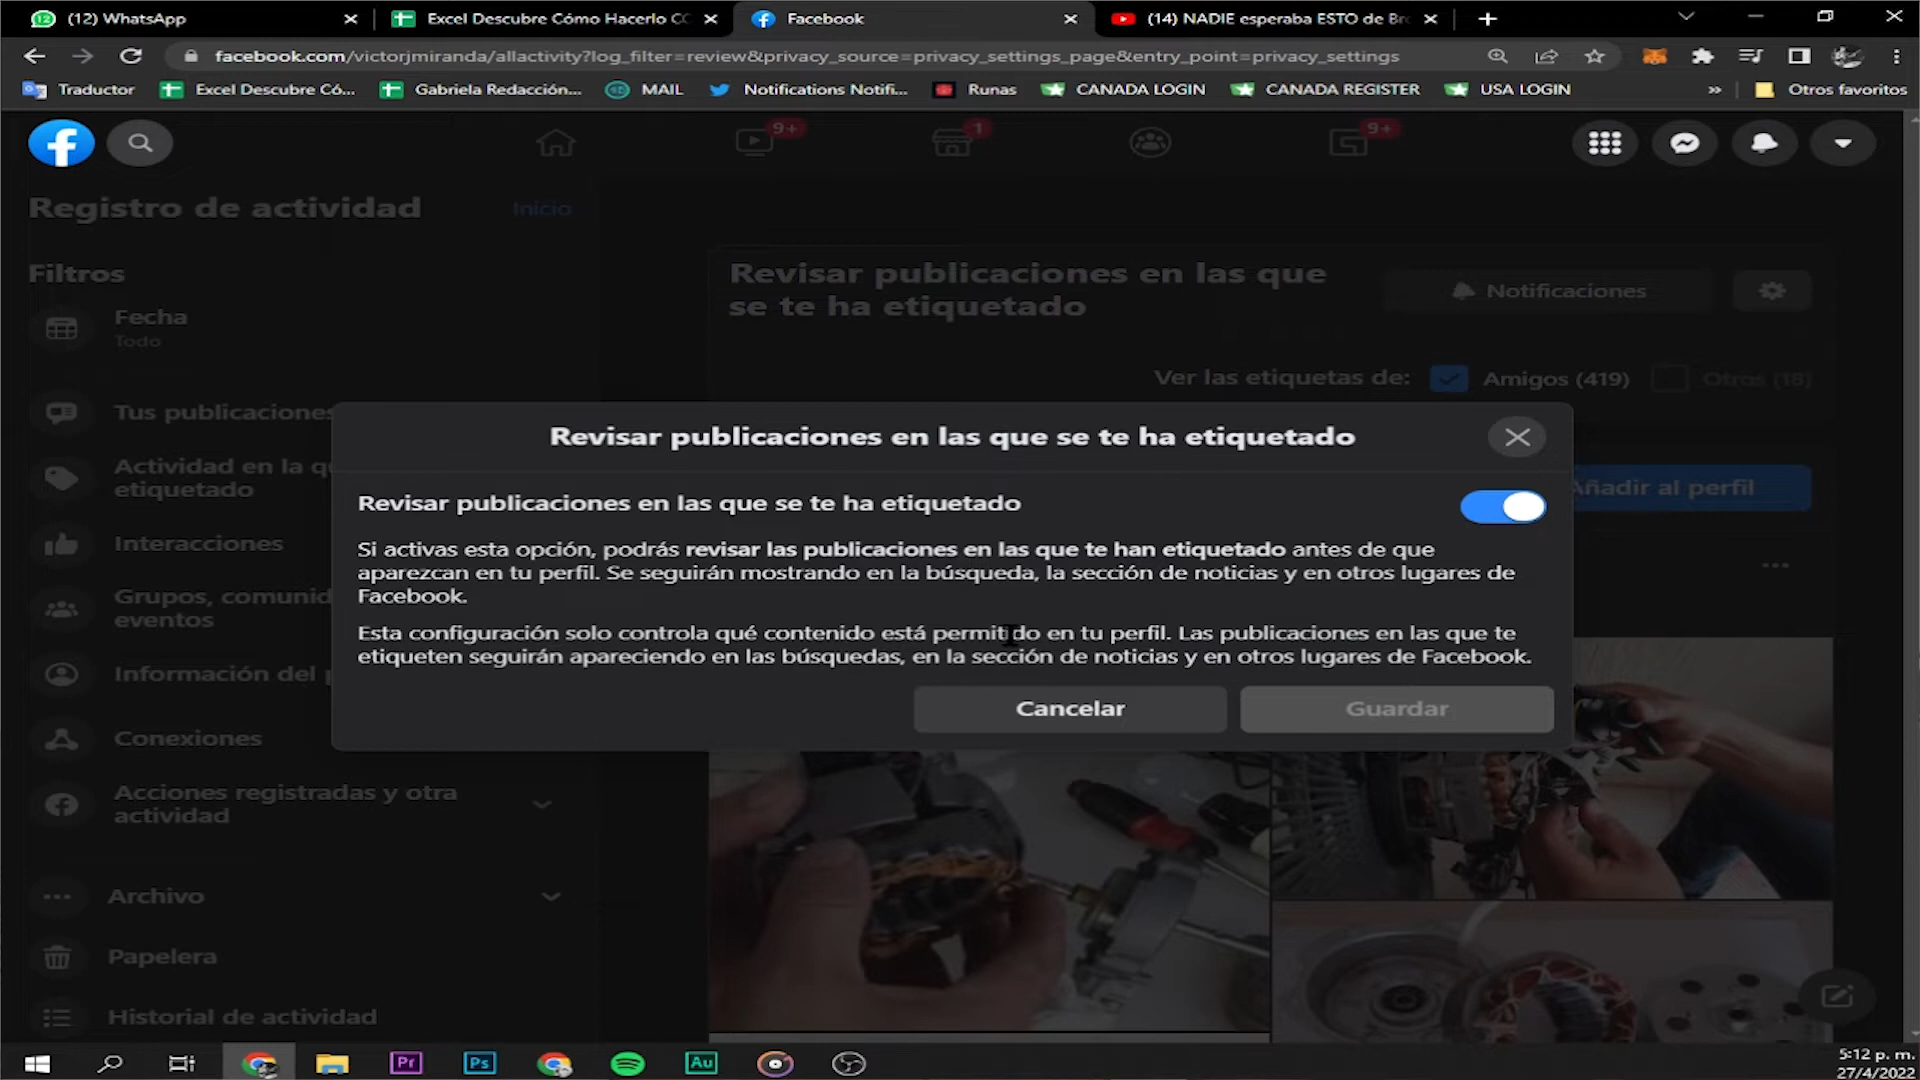 (12) WhatsApp
Excel Descubre Cómo Hacerlo CC
Facebook
(14) NADIE esperaba ESTO de Br
facebook.com/victorjmiranda/allactivity?log_filter=review&privacy_source=privacy_settings_page&entry_point=privacy_settings
Traductor
Excel Descubre Có...
Gabriela Redacción...
MAIL
Notifications Notifi...
Runas
CANADA LOGIN
CANADA REGISTER
USA LOGIN
»
Otros favoritos
9+
1
9+
Registro de actividad
Inicio
Filtros
Fecha
Todo
Tus publicaciones
Actividad en la qu
etiquetado
Interacciones
Grupos, comunid
eventos
Información del p
Conexiones
Acciones registradas y otra
actividad
Archivo
Papelera
Historial de actividad
Revisar publicaciones en las que
se te ha etiquetado
Notificaciones
Ver las etiquetas de:
Amigos (419)
Otros (18)
Añadir al perfil
Revisar publicaciones en las que se te ha etiquetado
Revisar publicaciones en las que se te ha etiquetado
Si activas esta opción, podrás revisar las publicaciones en las que te han etiquetado antes de que
aparezcan en tu perfil. Se seguirán mostrando en la búsqueda, la sección de noticias y en otros lugares de
Facebook.
Esta configuración solo controla qué contenido está permitido en tu perfil. Las publicaciones en las que te
etiqueten seguirán apareciendo en las búsquedas, en la sección de noticias y en otros lugares de Facebook.
Cancelar
Guardar
Pr
Ps
Au
5:12 p. m.
27/4/2022